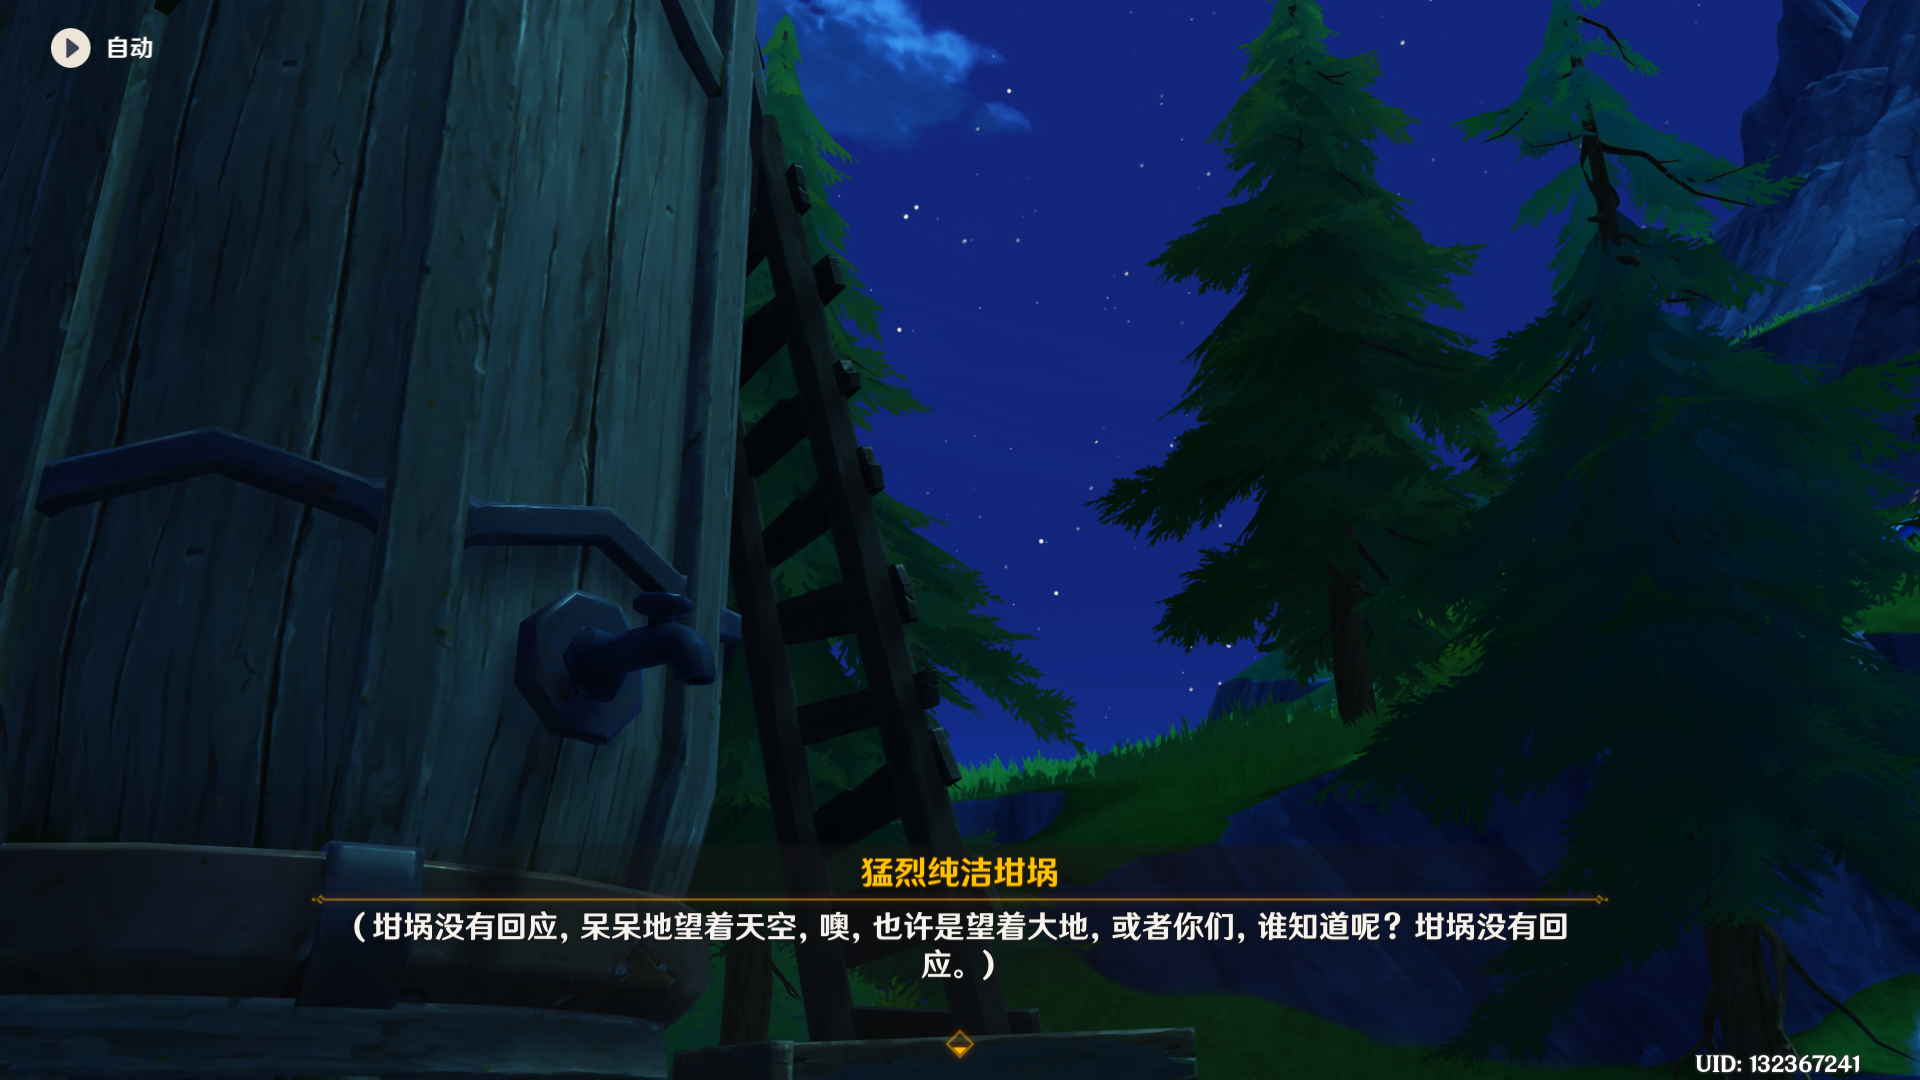 自动
猛烈纯洁坩埚
（坩埚没有回应，呆呆地望着天空，噢，也许是望着大地，或者你们，谁知道呢？坩埚没有回
应。）
UID: 132367241